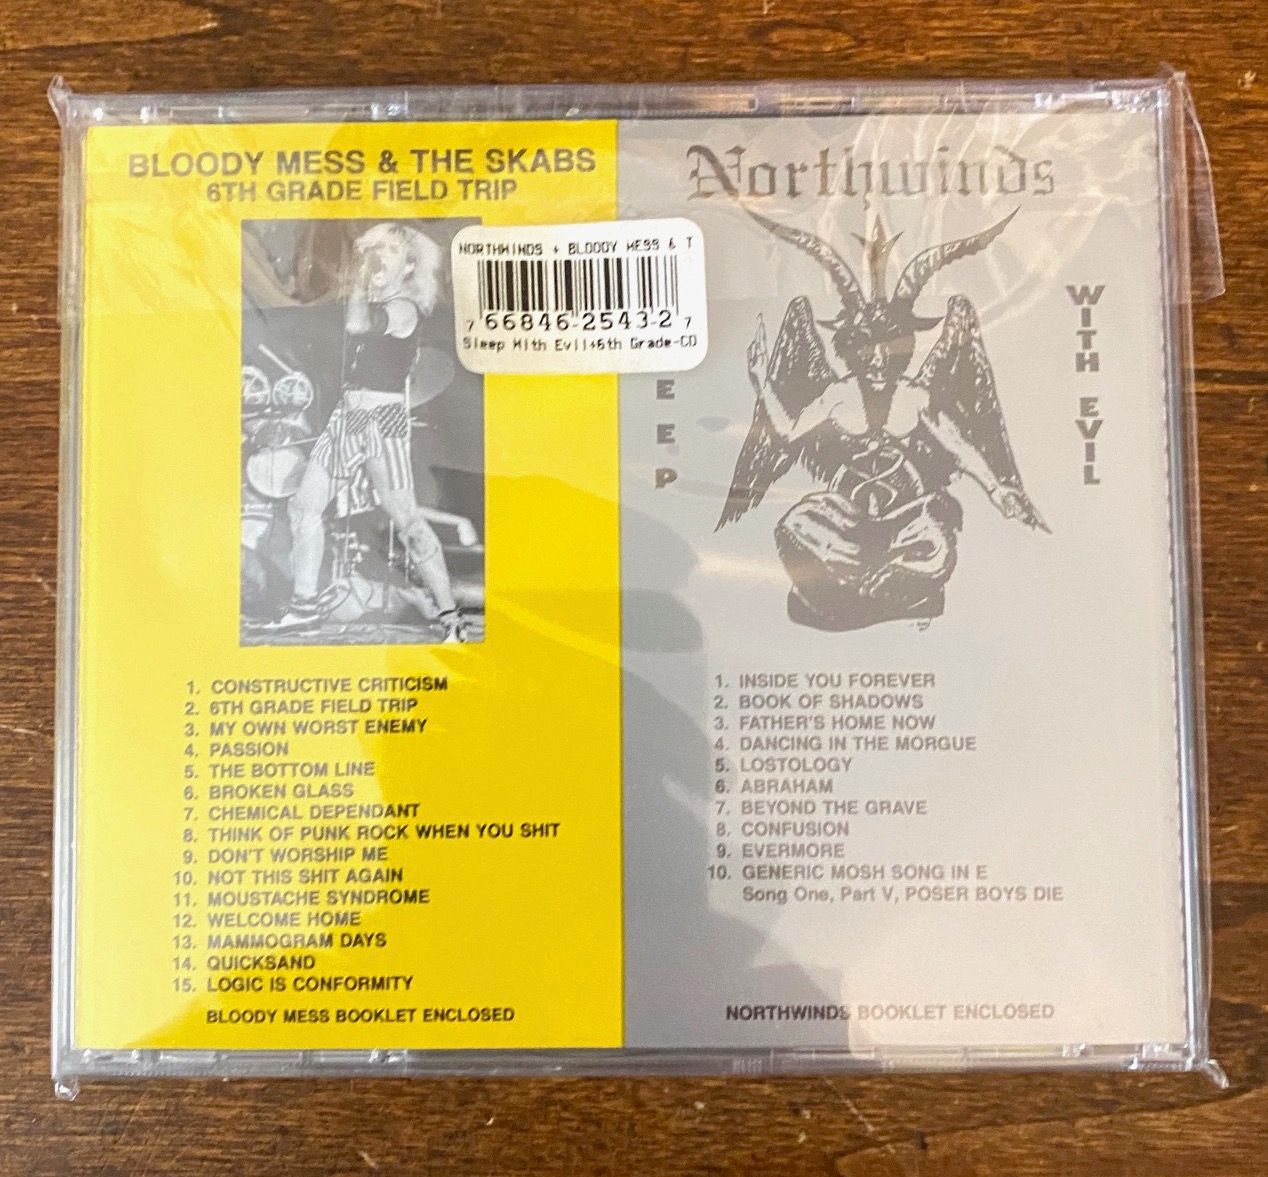 BLOODY MESS & THE SKABS
6TH GRADE FIELD TRIP
NORTHWINDS + BLOODY MESS & T
7 66846-2543-2 7
Sleep With Evil+6th Grade-CD
1. CONSTRUCTIVE CRITICISM
2. 6TH GRADE FIELD TRIP
3. MY OWN WORST ENEMY
4. PASSION
5. THE BOTTOM LINE
6. BROKEN GLASS
7. CHEMICAL DEPENDANT
8. THINK OF PUNK ROCK WHEN YOU SHIT
9. DON'T WORSHIP ME
10. NOT THIS SHIT AGAIN
11. MOUSTACHE SYNDROME
12. WELCOME HOME
13. MAMMOGRAM DAYS
14. QUICKSAND
15. LOGIC IS CONFORMITY
BLOODY MESS BOOKLET ENCLOSED
Northwinds
EEP
WITH EVIL
1. INSIDE YOU FOREVER
2. BOOK OF SHADOWS
3. FATHER'S HOME NOW
4. DANCING IN THE MORGUE
5. LOSTOLOGY
6. ABRAHAM
7. BEYOND THE GRAVE
8. CONFUSION
9. EVERMORE
10. GENERIC MOSH SONG IN E
Song One, Part V, POSER BOYS DIE
NORTHWINDS BOOKLET ENCLOSED